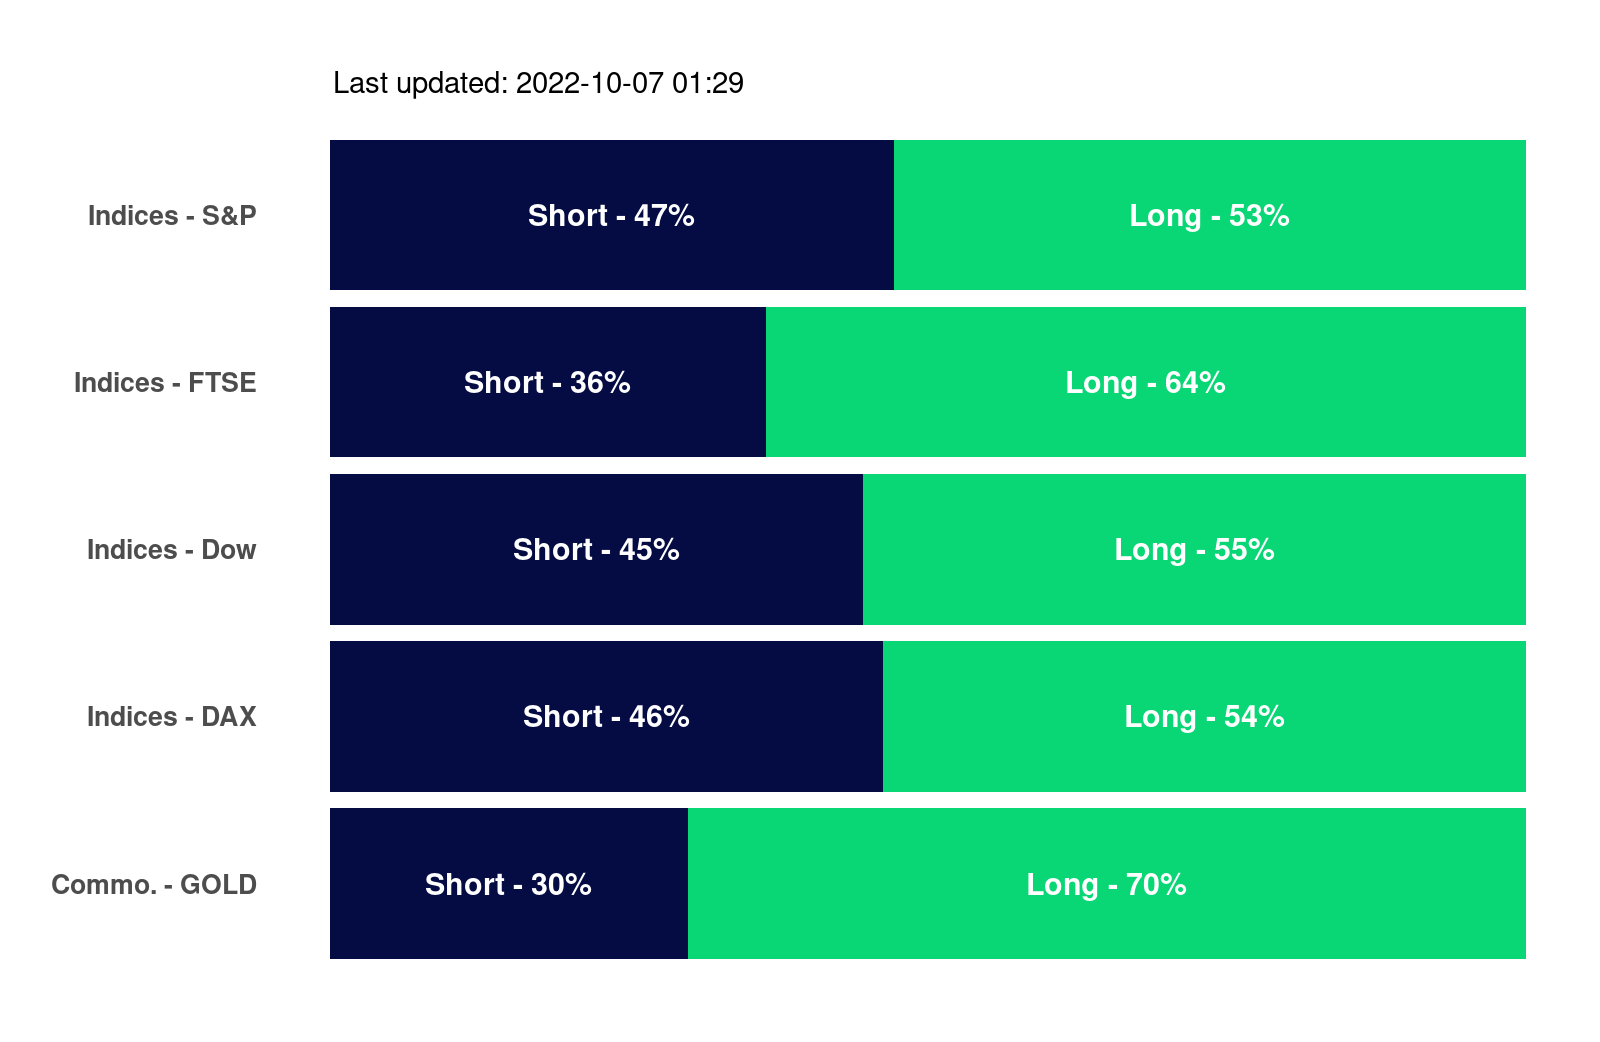 Last updated: 2022-10-07 01:29
Indices - S&P Short - 47% Long - 53%
Indices - FTSE Short - 36% Long - 64%
Indices - Dow Short - 45% Long - 55%
Indices - DAX Short - 46% Long - 54%
Commo. - GOLD Short - 30% Long - 70%